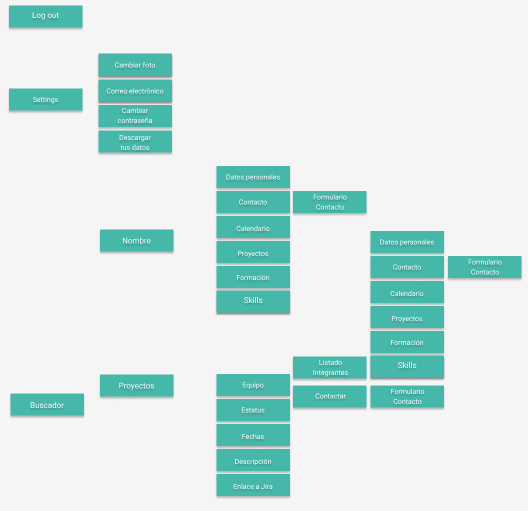 Log out
Settings
Cambiar foto
Correo electrónico
Cambiar
contraseña
Descargar
tus datos
Buscador
Nombre
Datos personales
Contacto
Formulario
Contacto
Calendario
Proyectos
Formación
Skills
Proyectos
Equipo
Listado
Integrantes
Datos personales
Contacto
Formulario
Contacto
Calendario
Proyectos
Formación
Skills
Contactar
Formulario
Contacto
Estatus
Fechas
Descripción
Enlace a Jira